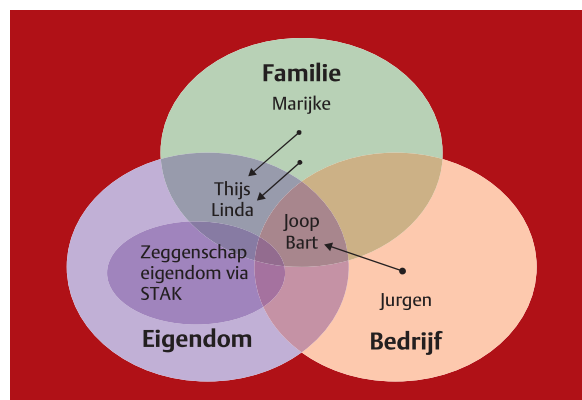 Familie
Marijke
Thijs
Linda
Joop
Bart
Zeggenschap
eigendom via
STAK
Jurgen
Eigendom
Bedrijf